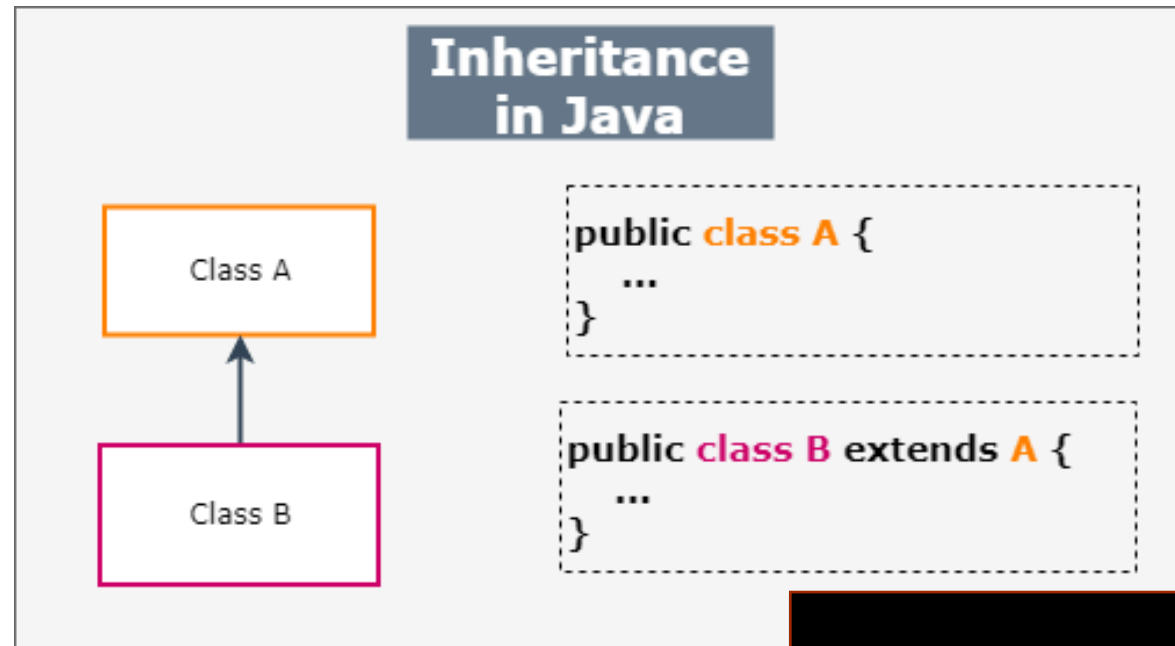 Inheritance
in Java
Class A
public class A {
...
}
Class B
public class B extends A {
...
}